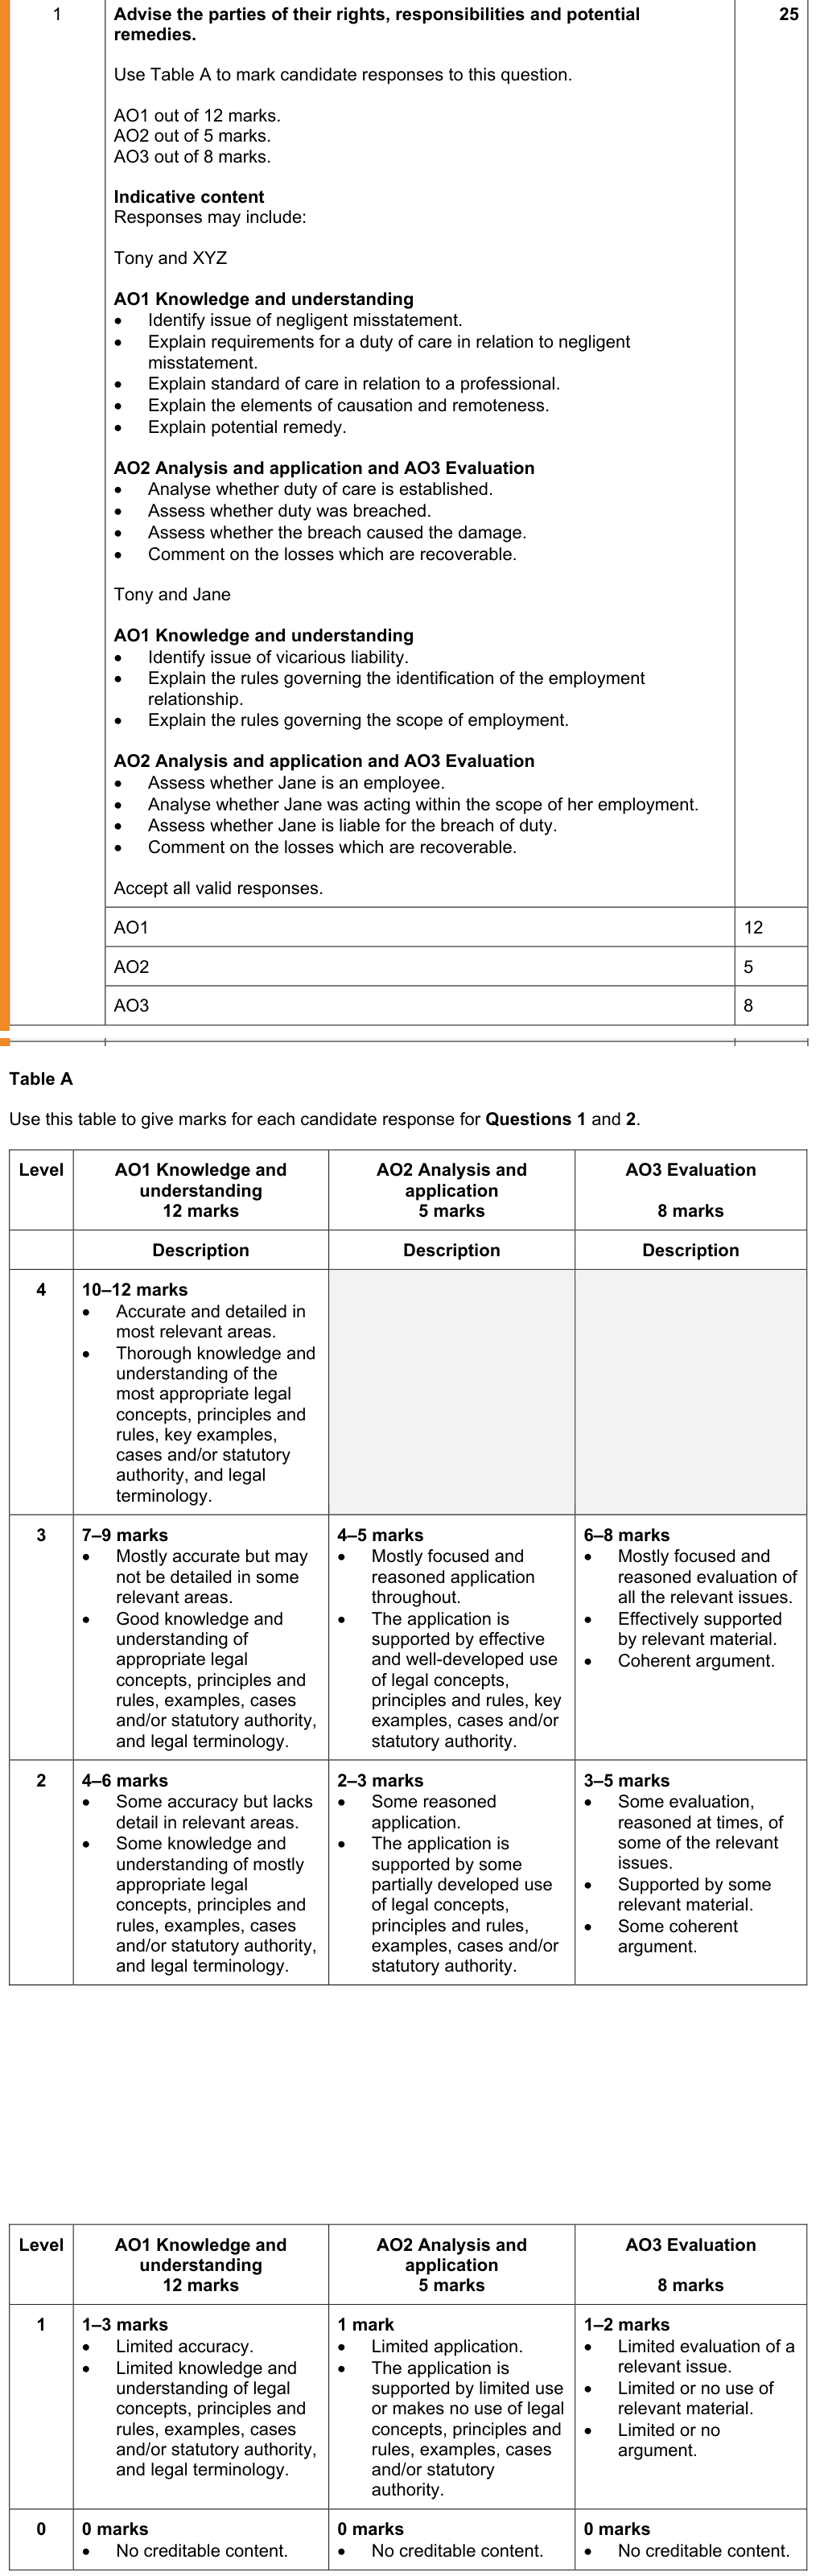 1
Advise the parties of their rights, responsibilities and potential
remedies.
25
Use Table A to mark candidate responses to this question.
AO1 out of 12 marks.
AO2 out of 5 marks.
AO3 out of 8 marks.
Indicative content
Responses may include:
Tony and XYZ
AO1 Knowledge and understanding
• Identify issue of negligent misstatement.
• Explain requirements for a duty of care in relation to negligent
misstatement.
• Explain standard of care in relation to a professional.
• Explain the elements of causation and remoteness.
• Explain potential remedy.
AO2 Analysis and application and AO3 Evaluation
• Analyse whether duty of care is established.
• Assess whether duty was breached.
• Assess whether the breach caused the damage.
• Comment on the losses which are recoverable.
Tony and Jane
AO1 Knowledge and understanding
• Identify issue of vicarious liability.
• Explain the rules governing the identification of the employment
relationship.
• Explain the rules governing the scope of employment.
AO2 Analysis and application and AO3 Evaluation
• Assess whether Jane is an employee.
• Analyse whether Jane was acting within the scope of her employment.
• Assess whether Jane is liable for the breach of duty.
• Comment on the losses which are recoverable.
Accept all valid responses.
AO1 12
AO2 5
AO3 8
Table A
Use this table to give marks for each candidate response for Questions 1 and 2.
Level
AO1 Knowledge and
understanding
12 marks
AO2 Analysis and
application
5 marks
AO3 Evaluation
8 marks
Description
Description
Description
4
10–12 marks
• Accurate and detailed in
most relevant areas.
• Thorough knowledge and
understanding of the
most appropriate legal
concepts, principles and
rules, key examples,
cases and/or statutory
authority, and legal
terminology.
3
7–9 marks
• Mostly accurate but may
not be detailed in some
relevant areas.
• Good knowledge and
understanding of
appropriate legal
concepts, principles and
rules, examples, cases
and/or statutory authority,
and legal terminology.
4–5 marks
• Mostly focused and
reasoned application
throughout.
• The application is
supported by effective
and well-developed use
of legal concepts,
principles and rules, key
examples, cases and/or
statutory authority.
6–8 marks
• Mostly focused and
reasoned evaluation of
all the relevant issues.
• Effectively supported
by relevant material.
• Coherent argument.
2
4–6 marks
• Some accuracy but lacks
detail in relevant areas.
• Some knowledge and
understanding of mostly
appropriate legal
concepts, principles and
rules, examples, cases
and/or statutory authority,
and legal terminology.
2–3 marks
• Some reasoned
application.
• The application is
supported by some
partially developed use
of legal concepts,
principles and rules,
examples, cases and/or
statutory authority.
3–5 marks
• Some evaluation,
reasoned at times, of
some of the relevant
issues.
• Supported by some
relevant material.
• Some coherent
argument.
Level
AO1 Knowledge and
understanding
12 marks
AO2 Analysis and
application
5 marks
AO3 Evaluation
8 marks
1
1–3 marks
• Limited accuracy.
• Limited knowledge and
understanding of legal
concepts, principles and
rules, examples, cases
and/or statutory authority,
and legal terminology.
1 mark
• Limited application.
• The application is
supported by limited use
or makes no use of legal
concepts, principles and
rules, examples, cases
and/or statutory
authority.
1–2 marks
• Limited evaluation of a
relevant issue.
• Limited or no use of
relevant material.
• Limited or no
argument.
0
0 marks
• No creditable content.
0 marks
• No creditable content.
0 marks
• No creditable content.